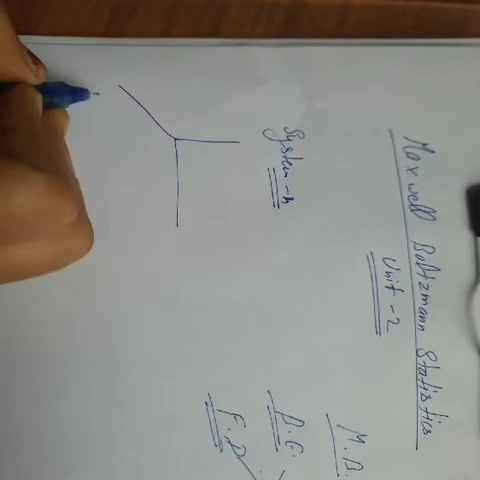 Maxwell Boltzmann Statistics
Unit-2
M.B.
System-
B.E.
F.D.